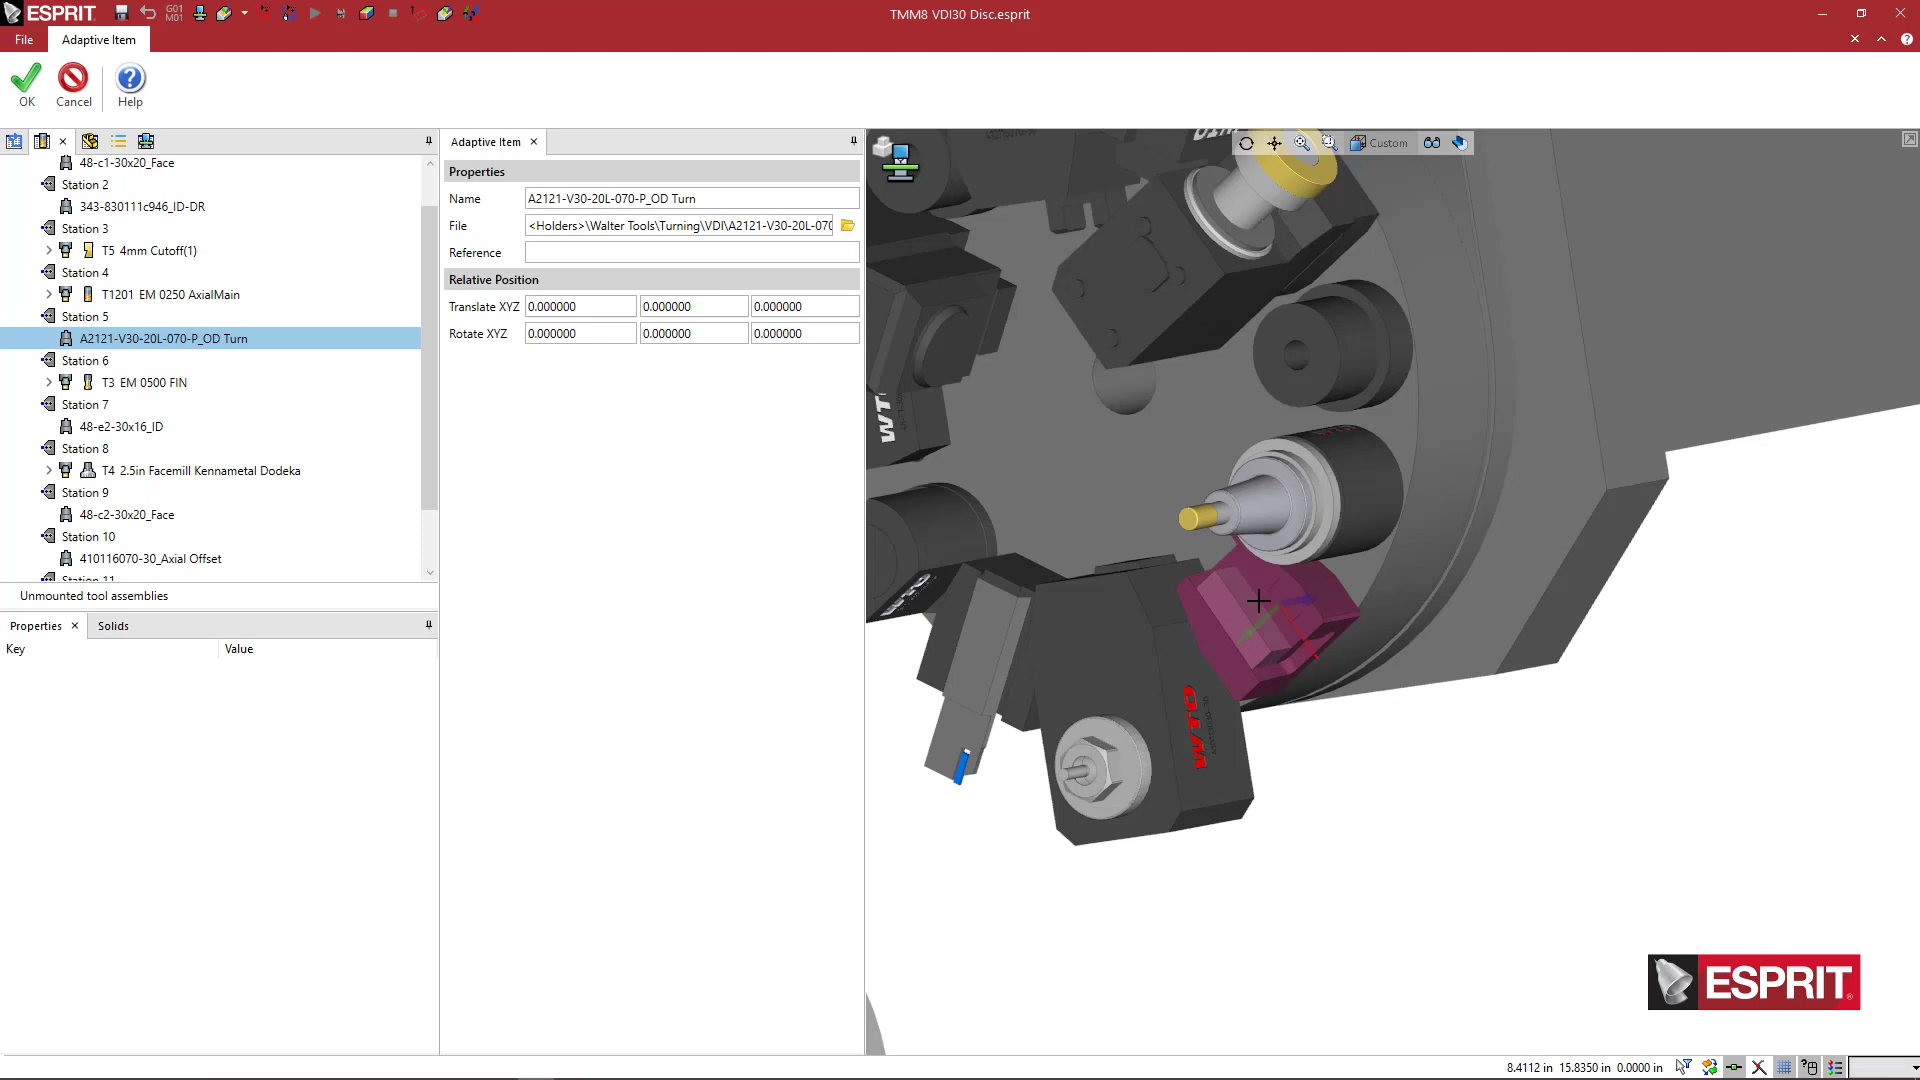 ESPRIT
G01
M01
TMM8 VDI30 Disc.esprit
File
Adaptive Item
OK
Cancel
Help
48-c1-30x20_Face
Station 2
343-830111c946_ID-DR
Station 3
T5 4mm Cutoff(1)
Station 4
T1201 EM 0250 AxialMain
Station 5
A2121-V30-20L-070-P_OD Turn
Station 6
T3 EM 0500 FIN
Station 7
48-e2-30x16_ID
Station 8
T4 2.5in Facemill Kennametal Dodeka
Station 9
48-c2-30x20_Face
Station 10
410116070-30_Axial Offset
Station 11
Unmounted tool assemblies
Properties
Solids
Key
Value
Adaptive Item
Properties
Name
A2121-V30-20L-070-P_OD Turn
File
<Holders>\Walter Tools\Turning\VDI\A2121-V30-20L-070
Reference
Relative Position
Translate XYZ
0.000000
0.000000
0.000000
Rotate XYZ
0.000000
0.000000
0.000000
Custom
WTO
ESPRIT
8.4112 in 15.8350 in 0.0000 in